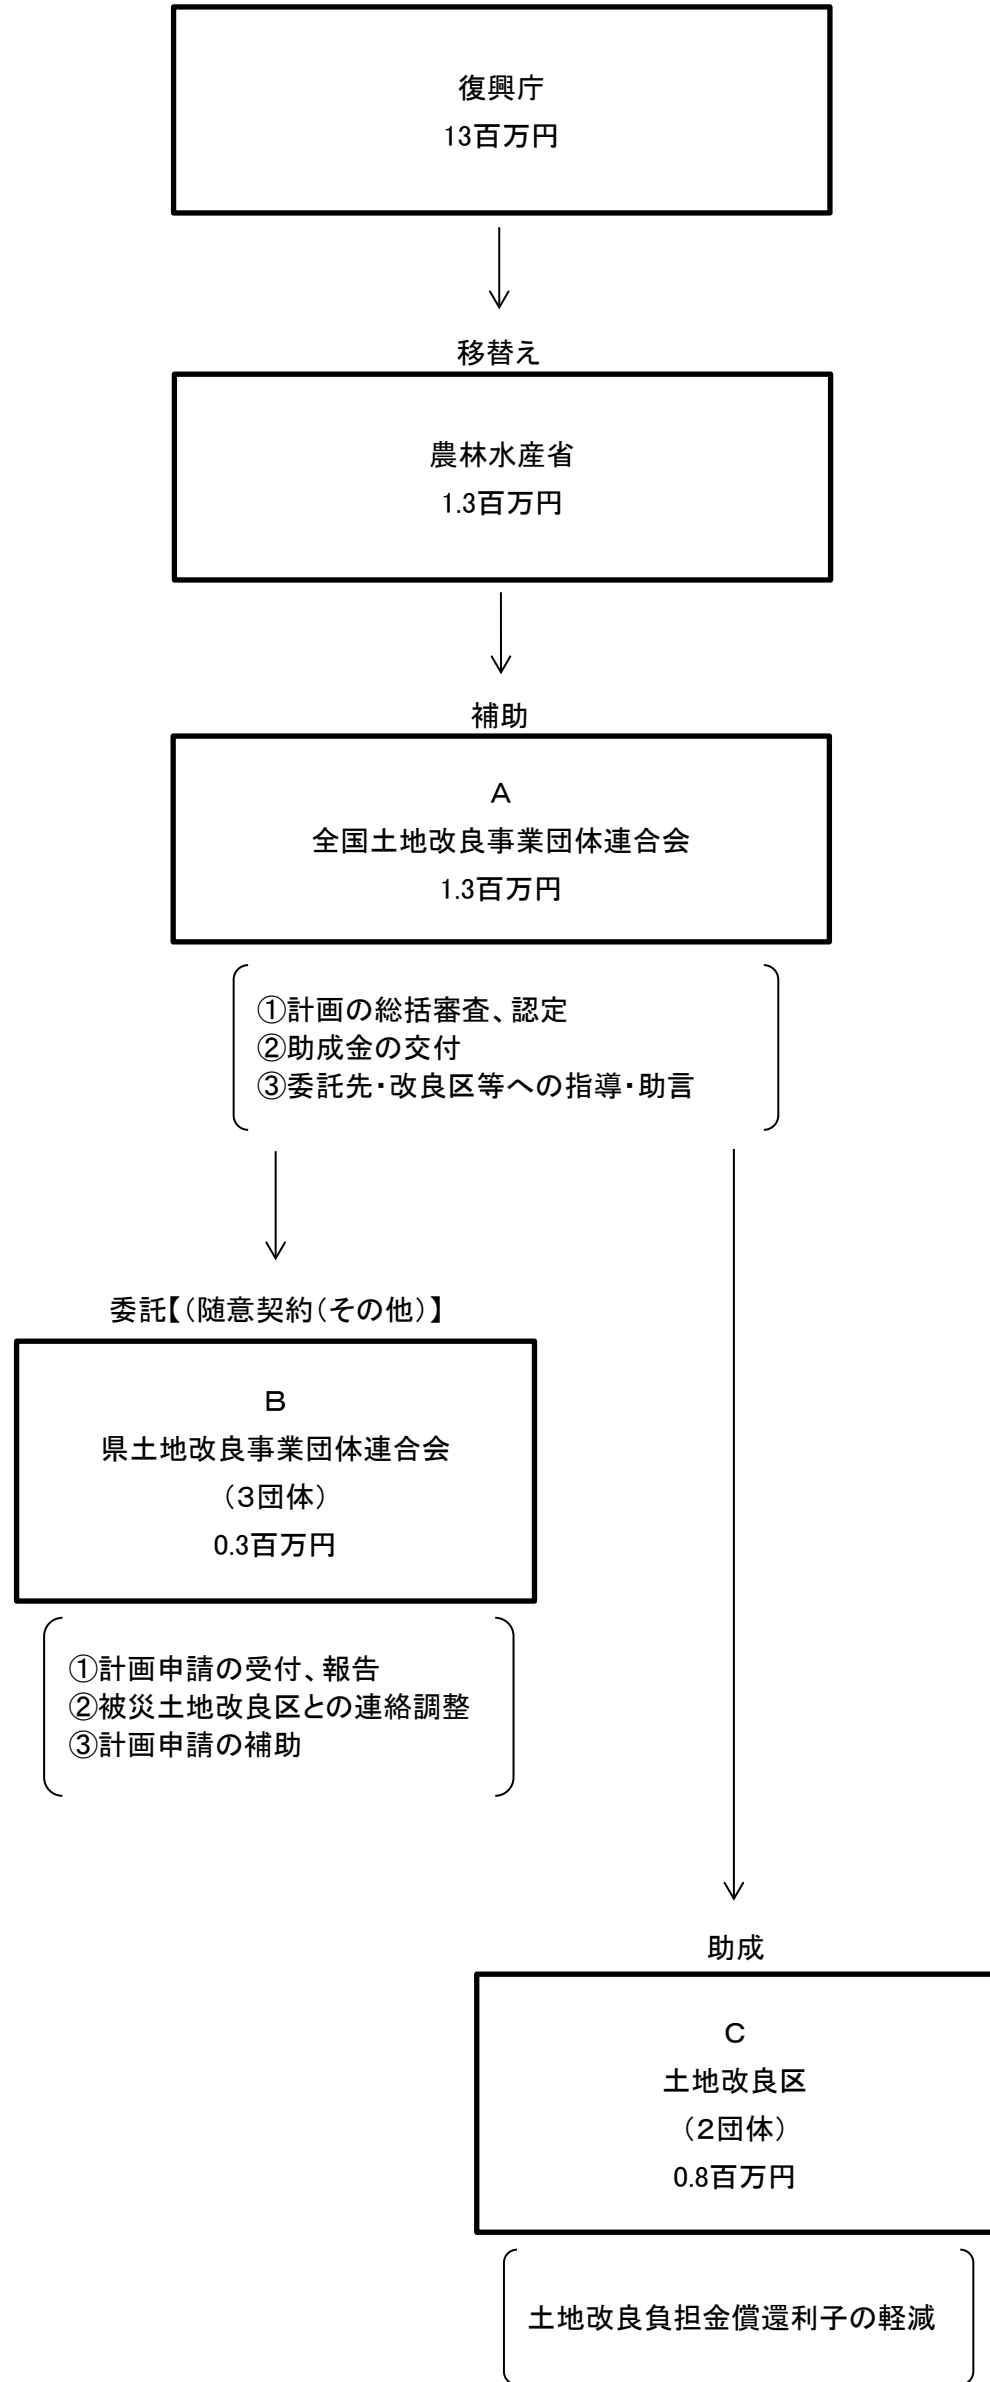 復興庁
13百万円
移替え
農林水産省
1.3百万円
補助
A
全国土地改良事業団体連合会
1.3百万円
①計画の総括審査、認定
②助成金の交付
③委託先・改良区等への指導・助言
委託【（随意契約（その他）】
B
県土地改良事業団体連合会
（3団体）
0.3百万円
①計画申請の受付、報告
②被災土地改良区との連絡調整
③計画申請の補助
助成
C
土地改良区
（2団体）
0.8百万円
土地改良負担金償還利子の軽減